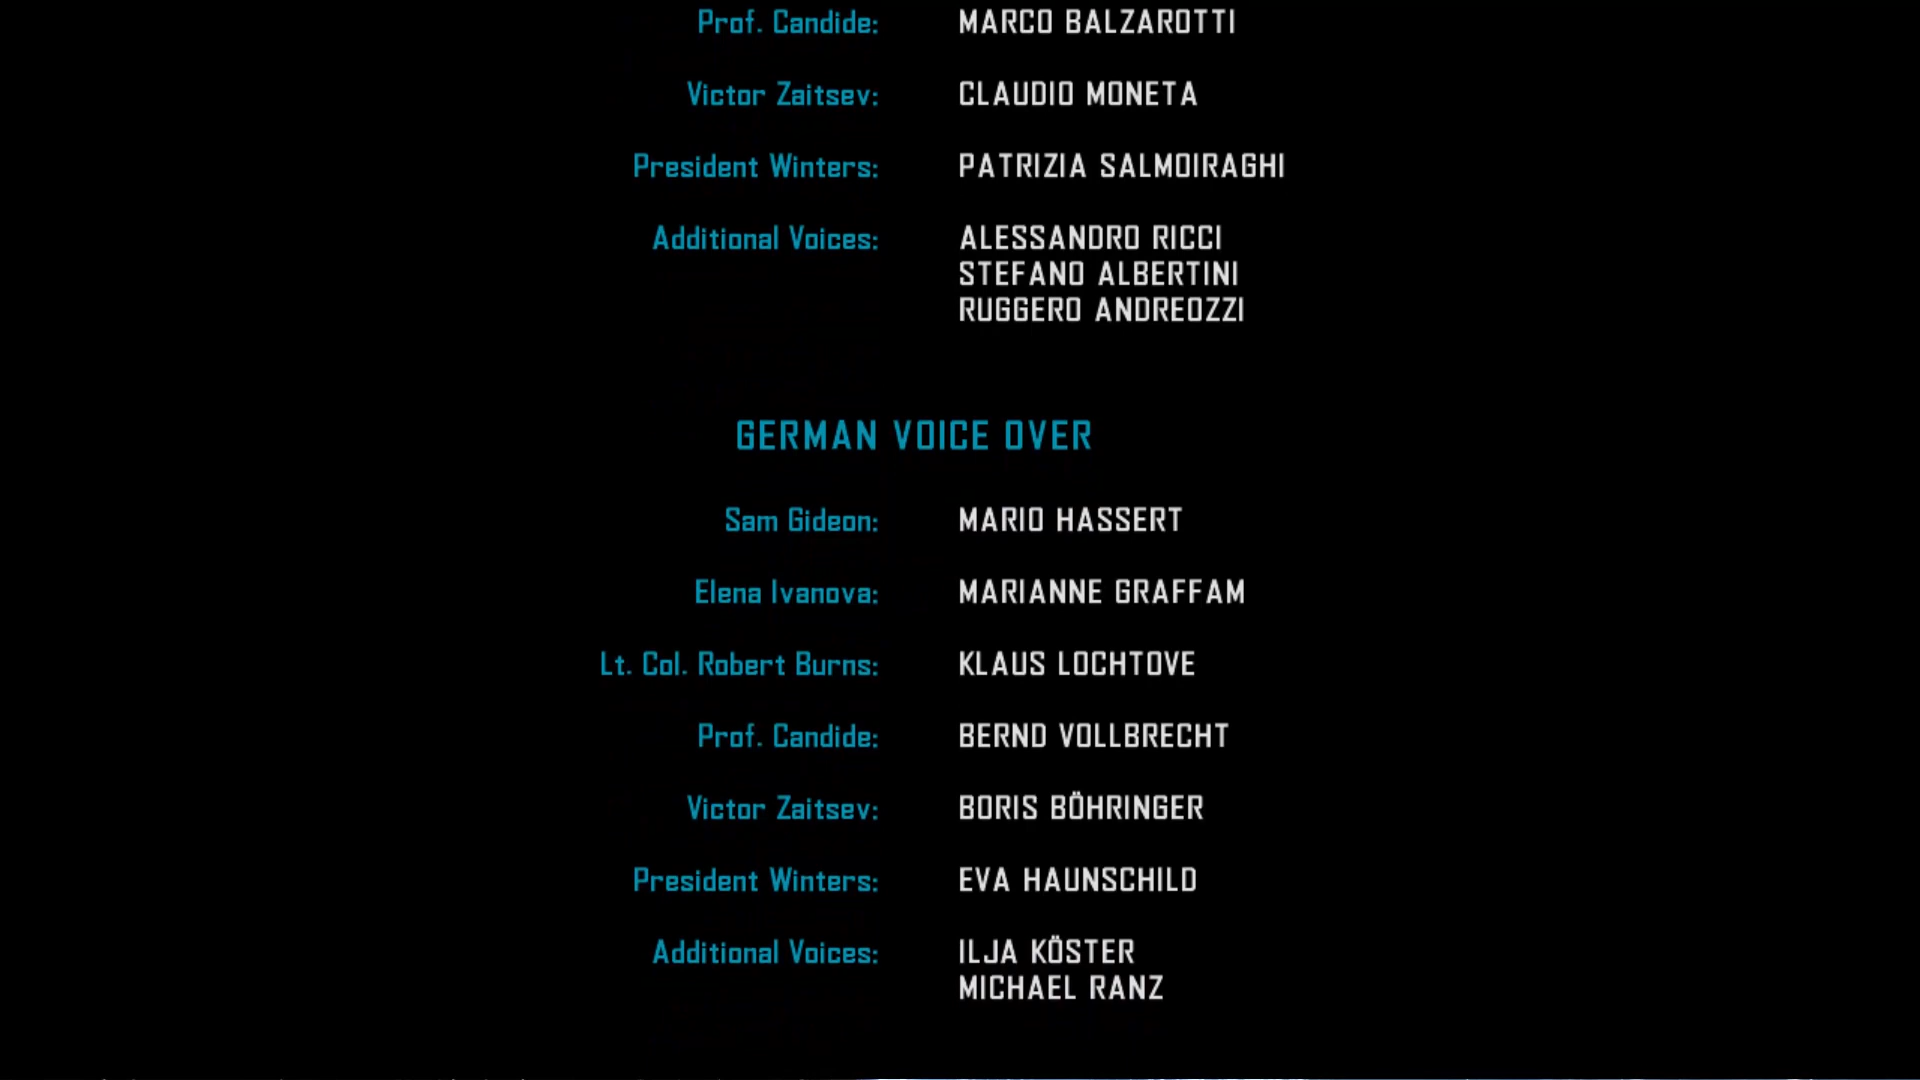 Prof. Candide: MARCO BALZAROTTI
Victor Zaitsev: CLAUDIO MONETA
President Winters: PATRIZIA SALMOIRAGHI
Additional Voices: ALESSANDRO RICCI
STEFANO ALBERTINI
RUGGERO ANDREOZZI
GERMAN VOICE OVER
Sam Gideon: MARIO HASSERT
Elena Ivanova: MARIANNE GRAFFAM
Lt. Col. Robert Burns: KLAUS LOCHTOVE
Prof. Candide: BERND VOLLBRECHT
Victor Zaitsev: BORIS BÖHRINGER
President Winters: EVA HAUNSCHILD
Additional Voices: ILJA KÖSTER
MICHAEL RANZ